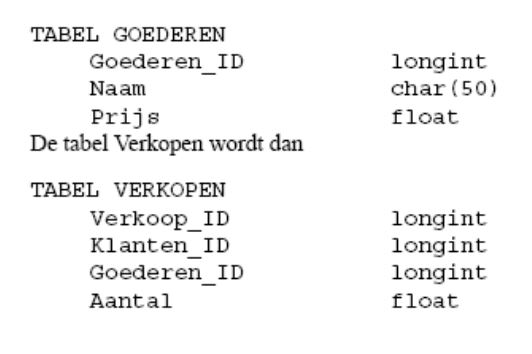 TABEL GOEDEREN
Goederen_ID longint
Naam char(50)
Prijs float
De tabel Verkopen wordt dan
TABEL VERKOPEN
Verkoop_ID longint
Klanten_ID longint
Goederen_ID longint
Aantal float